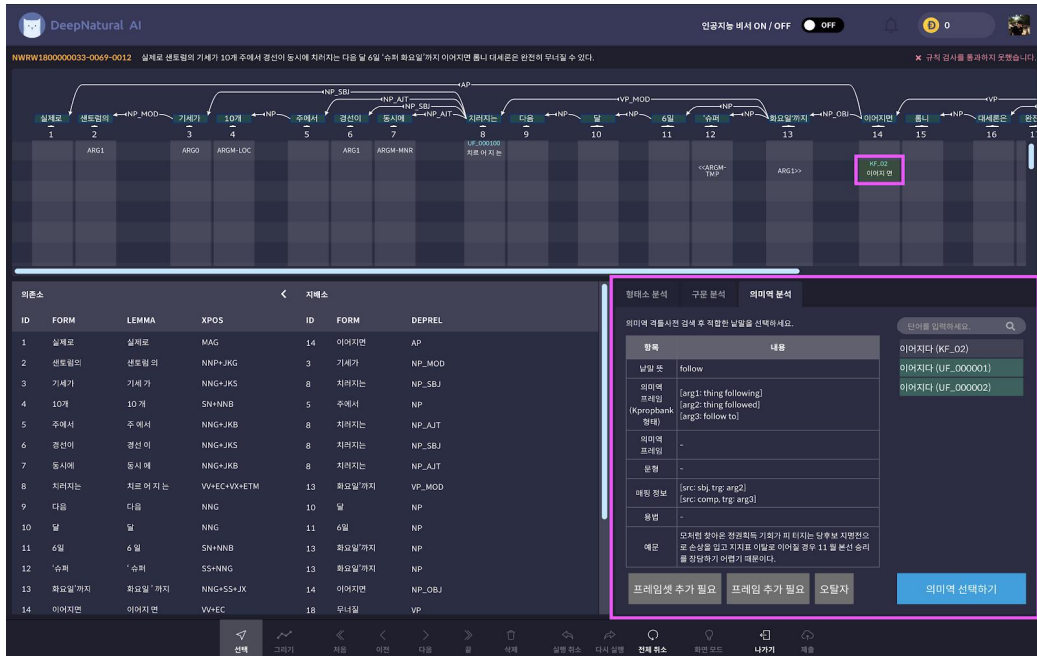 DeepNatural AI
인공지능 비서 ON / OFF OFF 0
NWRW1800000033-0069-0012 실제로 샌토럼의 기세가 10개 주에서 경선이 동시에 치러지는 다음 달 6일 ‘슈퍼 화요일’까지 이어지면 롬니 대세론은 완전히 무너질 수 있다.
× 규칙 검사를 통과하지 못했습니다.
AP
NP_SBJ VP
NP_AJT VP_MOD
NP_SBJ NP
실제로 샌토럼의 NP_MOD 기세가 10개 NP 주에서 경선이 동시에 NP_AJT 치러지는 다음 NP 달 NP 6일 ‘슈퍼 화요일’까지 NP_OBJ 이어지면 롬니 NP 대세론은
1 2 3 4 5 6 7 8 9 10 11 12 13 14 15 16
ARG1 ARG0 ARGM-LOC ARG1 ARGM-MNR
UF_000100
치르 어 지 는
<<ARGM-
TMP
ARG1>>
KF_02
이어지 면
의존소 지배소
ID FORM LEMMA XPOS ID FORM DEPREL
1 실제로 실제로 MAG 14 이어지면 AP
2 샌토럼의 샌토럼 의 NNP+JKG 3 기세가 NP_MOD
3 기세가 기세 가 NNG+JKS 8 치러지는 NP_SBJ
4 10개 10 개 SN+NNB 5 주에서 NP
5 주에서 주 에서 NNG+JKB 8 치러지는 NP_AJT
6 경선이 경선 이 NNG+JKS 8 치러지는 NP_SBJ
7 동시에 동시 에 NNG+JKB 8 치러지는 NP_AJT
8 치러지는 치르 어 지 는 VV+EC+VX+ETM 13 화요일’까지 VP_MOD
9 다음 다음 NNG 10 달 NP
10 달 달 NNG 11 6일 NP
11 6일 6 일 SN+NNB 13 화요일’까지 NP
12 ‘슈퍼 ‘ 슈퍼 SS+NNG 13 화요일’까지 NP
13 화요일’까지 화요일 ’ 까지 NNG+SS+JX 14 이어지면 NP_OBJ
14 이어지면 이어지 면 VV+EC 18 무너질 VP
형태소 분석 구문 분석 의미역 분석
의미역 격틀사전 검색 후 적합한 낱말을 선택하세요.
단어를 입력하세요.
항목 내용
낱말 뜻 follow
의미역
프레임
(Kpropbank
형태)
[arg1: thing following]
[arg2: thing followed]
[arg3: follow to]
의미역
프레임
-
문형 -
매핑 정보
[src: sbj, trg: arg2]
[src: comp, trg: arg3]
용법 -
예문
모처럼 찾아온 정권획득 기회가 피 터지는 당후보 지명전으
로 손상을 입고 지지표 이탈로 이어질 경우 11 월 본선 승리
를 장담하기 어렵기 때문이다.
이어지다 (KF_02)
이어지다 (UF_000001)
이어지다 (UF_000002)
프레임셋 추가 필요 프레임 추가 필요 오탈자 의미역 선택하기
선택 그리기 처음 이전 다음 끝 삭제 실행 취소 다시 실행 전체 취소 화면 모드 나가기 제출